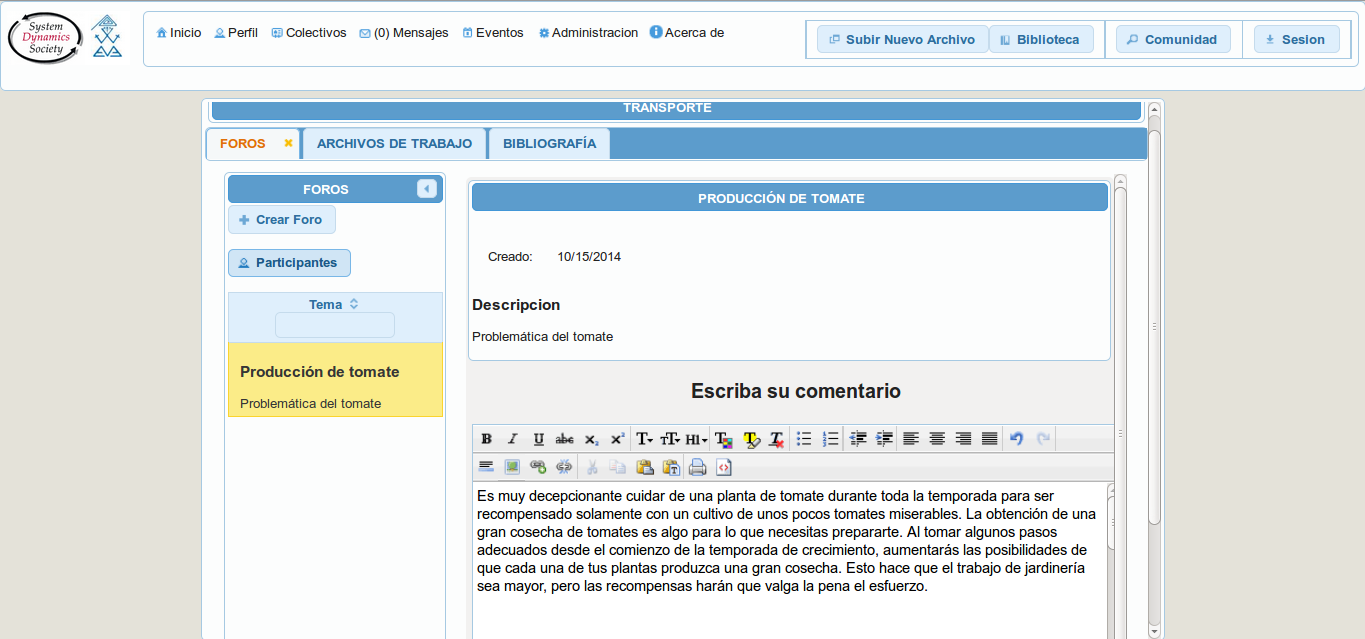 System
Dynamics
Society
Inicio Perfil Colectivos (0) Mensajes Eventos Administracion Acerca de
Subir Nuevo Archivo Biblioteca Comunidad Sesion
TRANSPORTE
FOROS ARCHIVOS DE TRABAJO BIBLIOGRAFÍA
FOROS
Crear Foro
Participantes
Tema
Producción de tomate
Problemática del tomate
PRODUCCIÓN DE TOMATE
Creado: 10/15/2014
Descripcion
Problemática del tomate
Escriba su comentario
B I U abc x₂ x² T тT H1 T T T
Es muy decepcionante cuidar de una planta de tomate durante toda la temporada para ser
recompensado solamente con un cultivo de unos pocos tomates miserables. La obtención de una
gran cosecha de tomates es algo para lo que necesitas prepararte. Al tomar algunos pasos
adecuados desde el comienzo de la temporada de crecimiento, aumentarás las posibilidades de
que cada una de tus plantas produzca una gran cosecha. Esto hace que el trabajo de jardinería
sea mayor, pero las recompensas harán que valga la pena el esfuerzo.